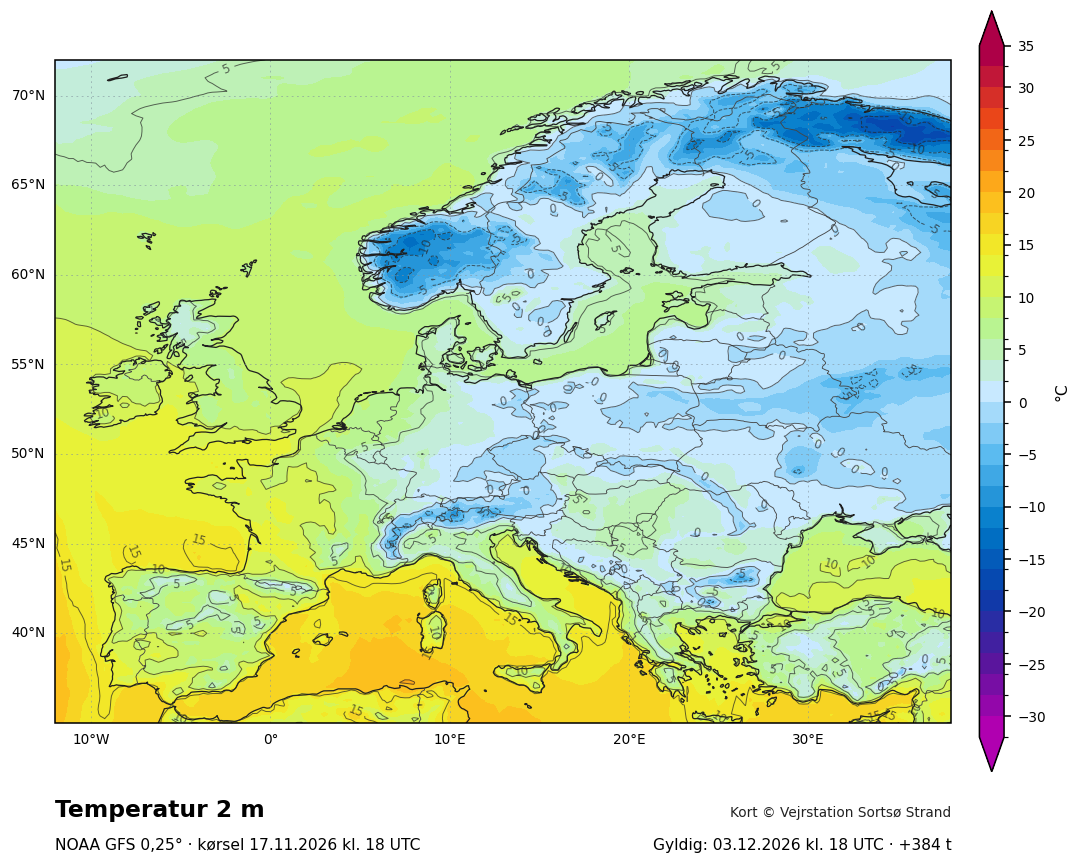 70°N
65°N
60°N
55°N
50°N
45°N
40°N
10°W
0°
10°E
20°E
30°E
35
30
25
20
15
10
5
0
−5
−10
−15
−20
−25
−30
°C
Temperatur 2 m
Kort © Vejrstation Sortsø Strand
NOAA GFS 0,25° · kørsel 17.11.2026 kl. 18 UTC
Gyldig: 03.12.2026 kl. 18 UTC · +384 t